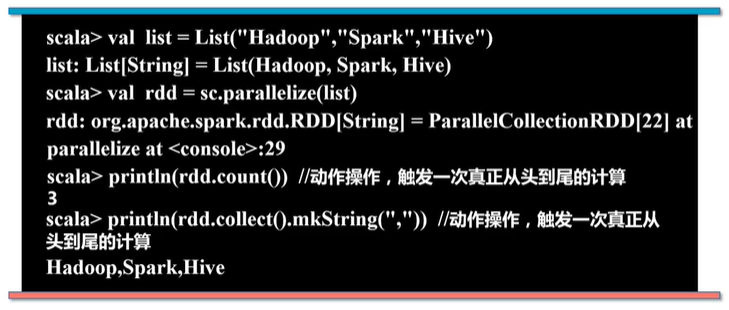 scala> val  list = List("Hadoop","Spark","Hive")
list: List[String] = List(Hadoop, Spark, Hive)
scala> val  rdd = sc.parallelize(list)
rdd: org.apache.spark.rdd.RDD[String] = ParallelCollectionRDD[22] at
parallelize at <console>:29
scala> println(rdd.count())  //动作操作，触发一次真正从头到尾的计算
3
scala> println(rdd.collect().mkString(","))  //动作操作，触发一次真正从
头到尾的计算
Hadoop,Spark,Hive